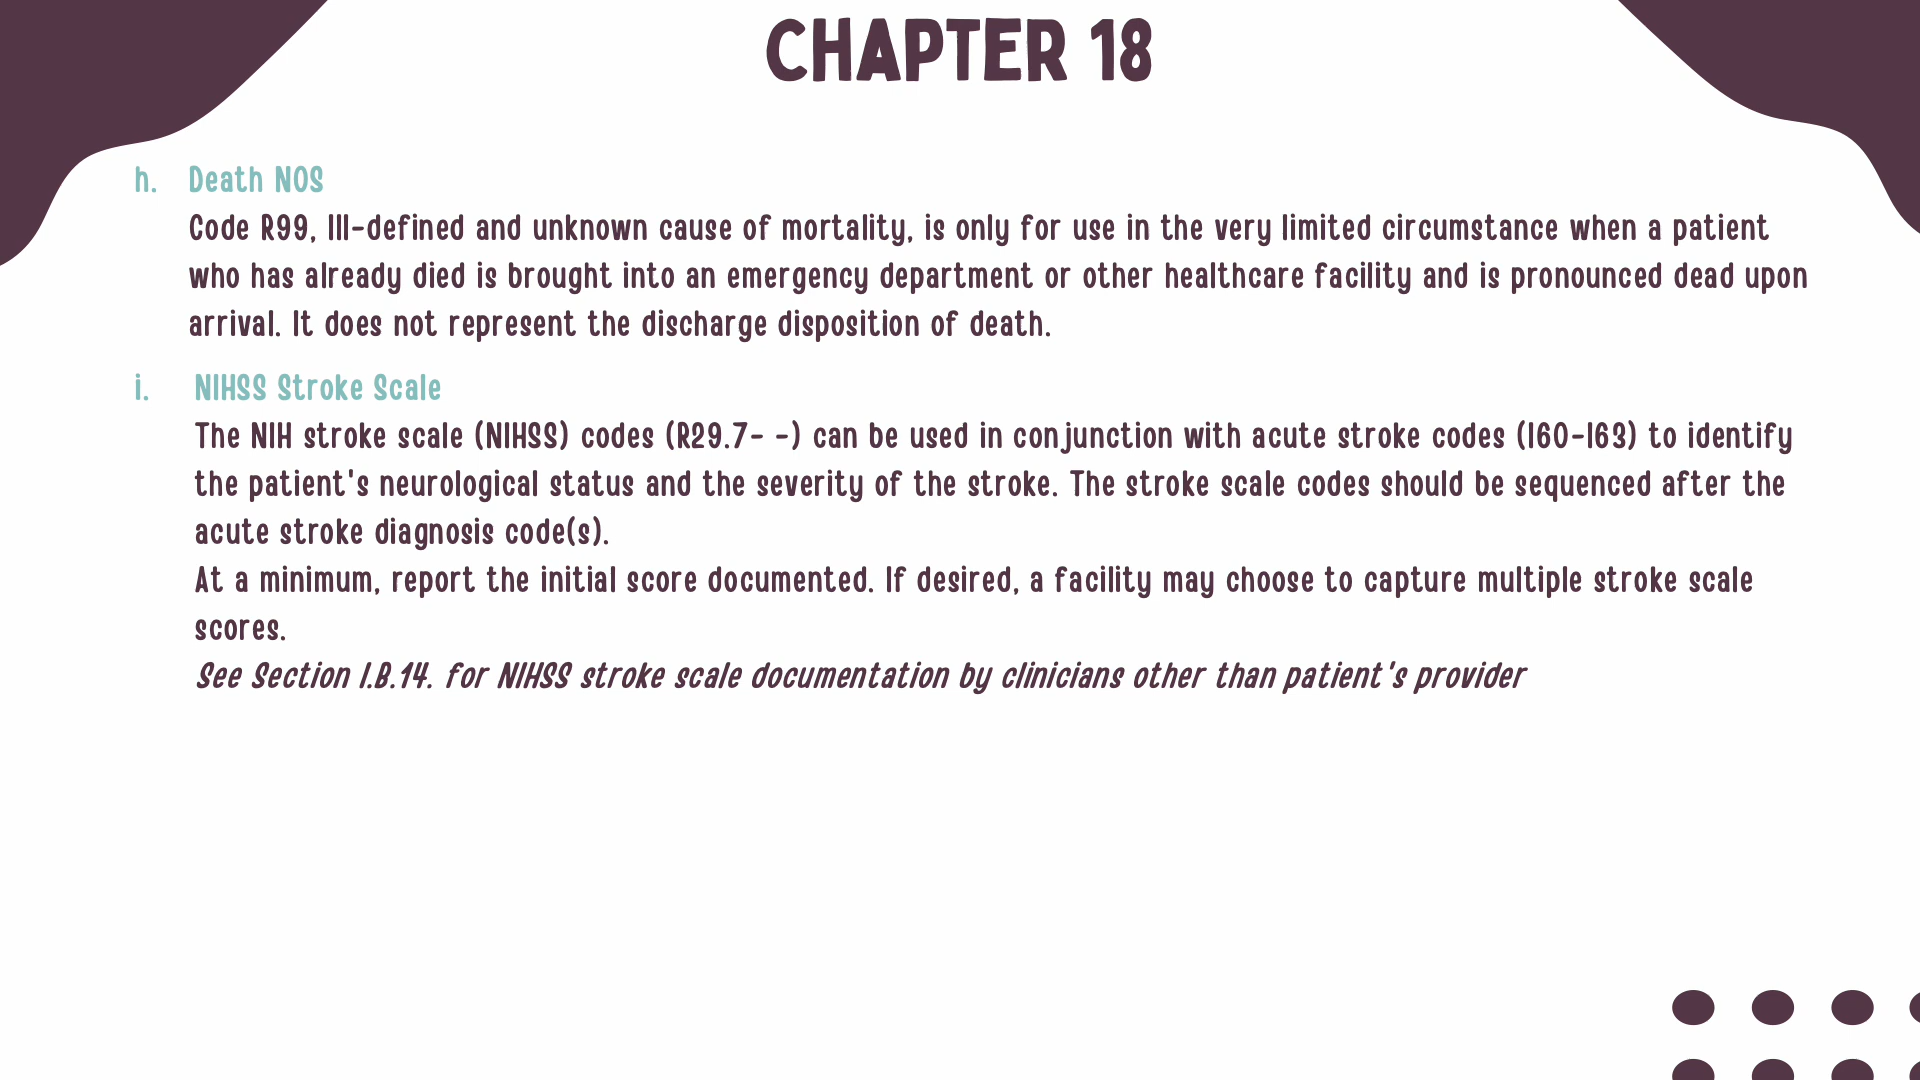 CHAPTER 18
h. Death NOS
Code R99, Ill-defined and unknown cause of mortality, is only for use in the very limited circumstance when a patient
who has already died is brought into an emergency department or other healthcare facility and is pronounced dead upon
arrival. It does not represent the discharge disposition of death.
i. NIHSS Stroke Scale
The NIH stroke scale (NIHSS) codes (R29.7- -) can be used in conjunction with acute stroke codes (I60-I63) to identify
the patient's neurological status and the severity of the stroke. The stroke scale codes should be sequenced after the
acute stroke diagnosis code(s).
At a minimum, report the initial score documented. If desired, a facility may choose to capture multiple stroke scale
scores.
See Section I.B.14. for NIHSS stroke scale documentation by clinicians other than patient's provider